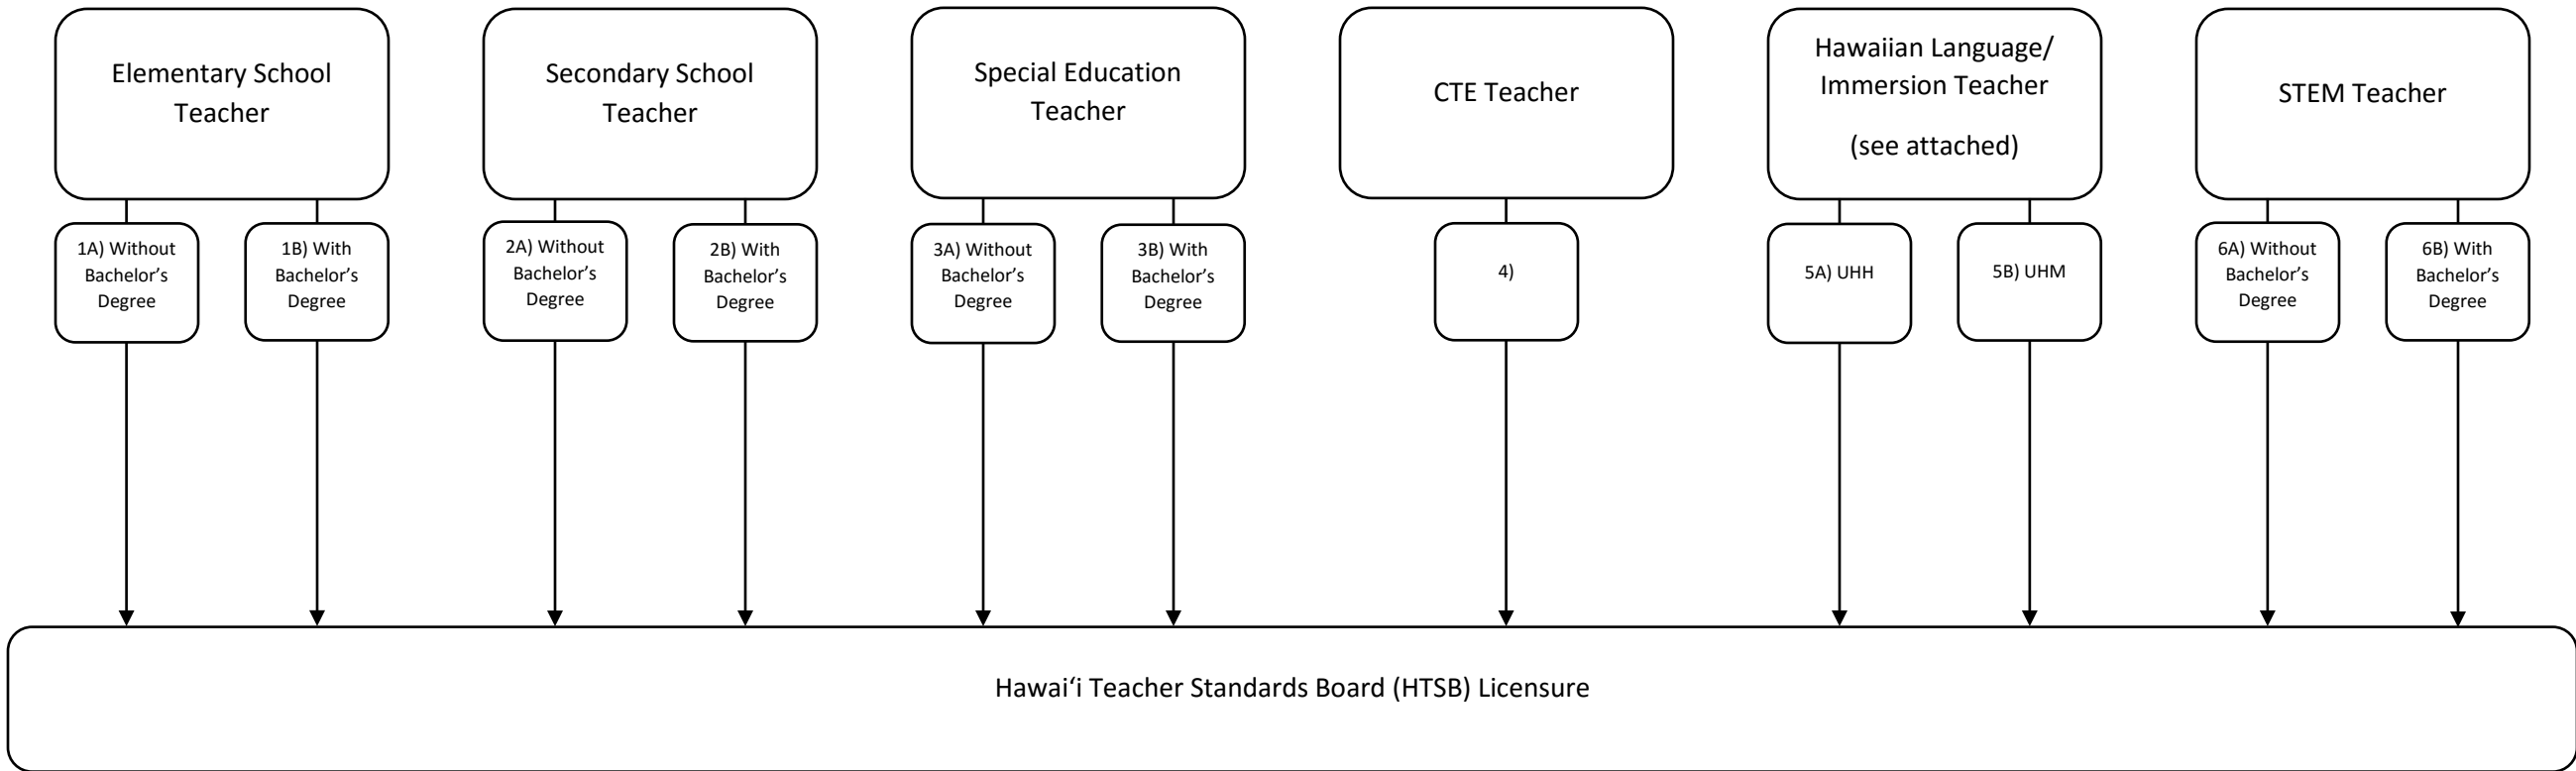 Elementary School
Teacher
Secondary School
Teacher
Special Education
Teacher
CTE Teacher
Hawaiian Language/
Immersion Teacher
(see attached)
STEM Teacher
1A) Without
Bachelor’s
Degree
1B) With
Bachelor’s
Degree
2A) Without
Bachelor’s
Degree
2B) With
Bachelor’s
Degree
3A) Without
Bachelor’s
Degree
3B) With
Bachelor’s
Degree
4)
5A) UHH
5B) UHM
6A) Without
Bachelor’s
Degree
6B) With
Bachelor’s
Degree
Hawai‘i Teacher Standards Board (HTSB) Licensure